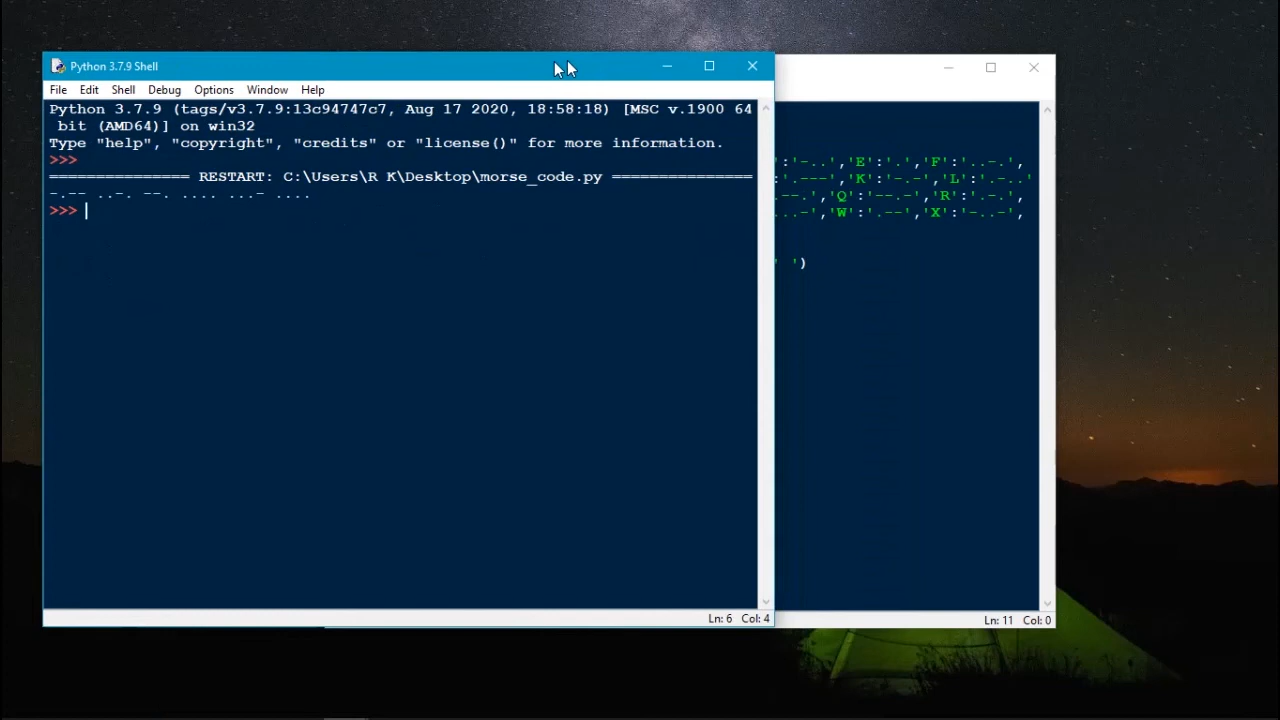 Python 3.7.9 Shell
File Edit Shell Debug Options Window Help
Python 3.7.9 (tags/v3.7.9:13c94747c7, Aug 17 2020, 18:58:18) [MSC v.1900 64
bit (AMD64)] on win32
Type "help", "copyright", "credits" or "license()" for more information.
>>>
=============== RESTART: C:\Users\R K\Desktop\morse_code.py ===============
-.-- ..-. --. .... ...- ....
>>>
Ln: 6 Col: 4
':'-..','E':'.','F':'..-.',
':'.---','K':'-.-','L':'.-..'
'Q':'--.-','R':'.-.',
'W':'.--','X':'-..-',
' ')
Ln: 11 Col: 0